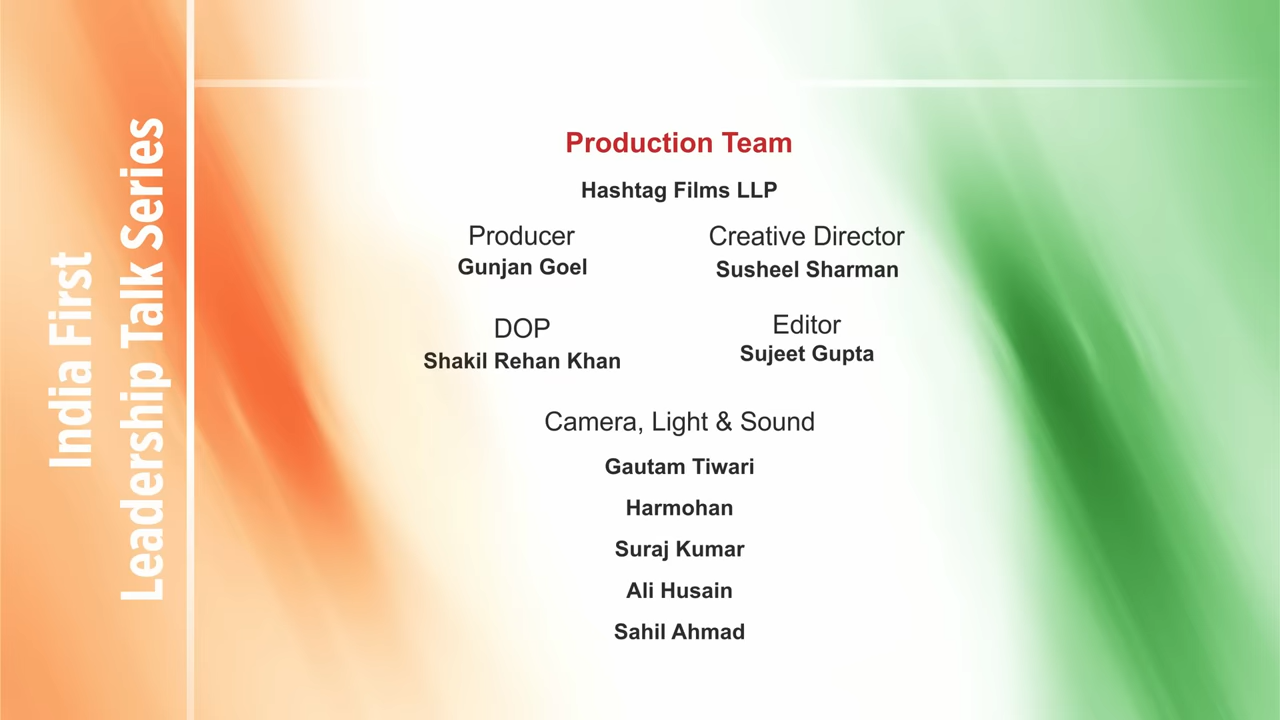 India First
Leadership Talk Series
Production Team
Hashtag Films LLP
Producer
Gunjan Goel
Creative Director
Susheel Sharman
DOP
Shakil Rehan Khan
Editor
Sujeet Gupta
Camera, Light & Sound
Gautam Tiwari
Harmohan
Suraj Kumar
Ali Husain
Sahil Ahmad